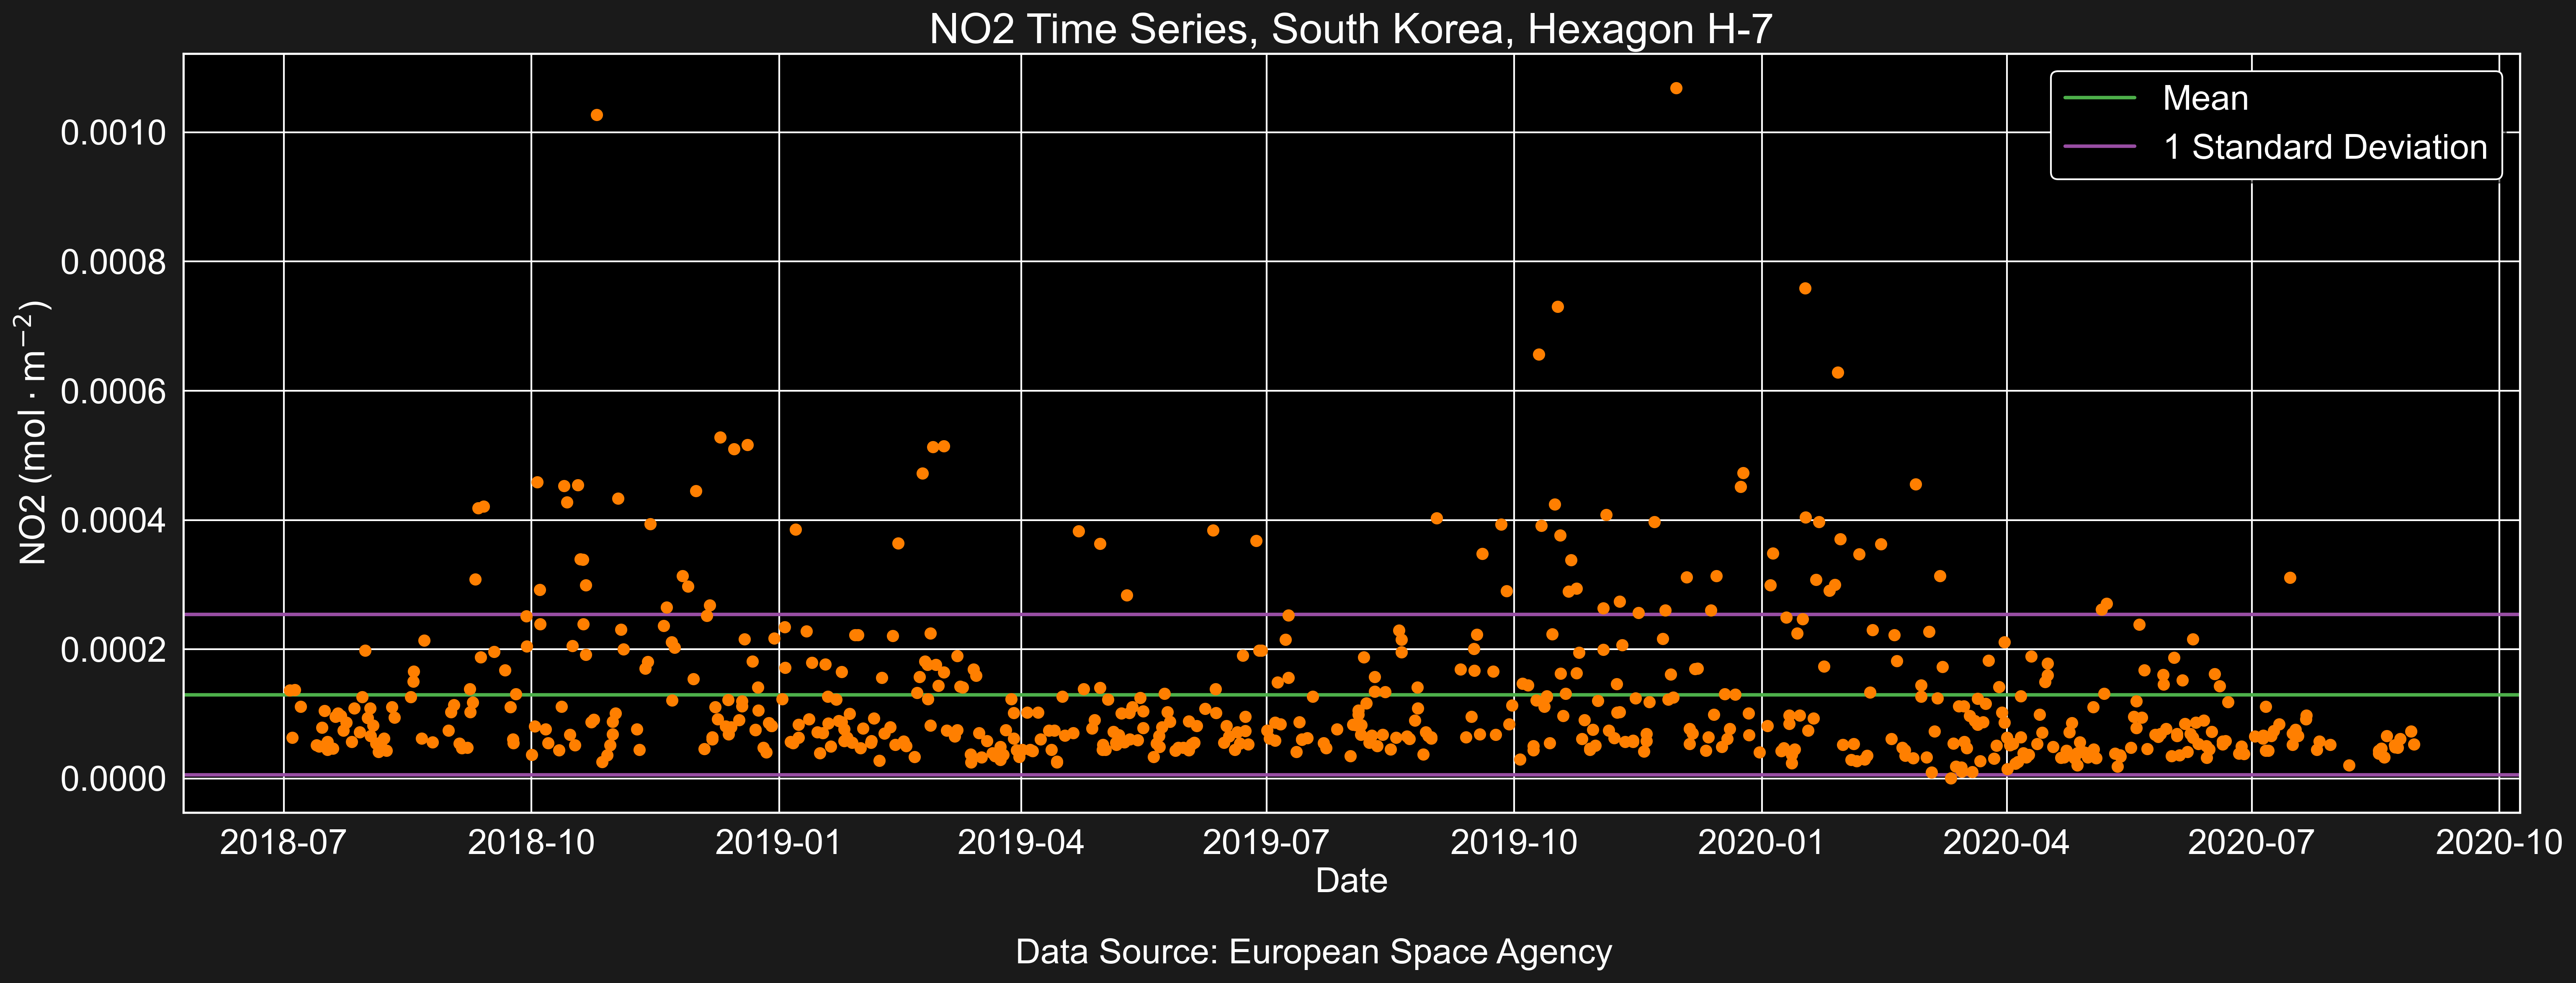 NO2 Time Series, South Korea, Hexagon H-7
Mean
1 Standard Deviation
NO2 (mol · m⁻²)
0.0010
0.0008
0.0006
0.0004
0.0002
0.0000
2018-07 2018-10 2019-01 2019-04 2019-07 2019-10 2020-01 2020-04 2020-07 2020-10
Date
Data Source: European Space Agency